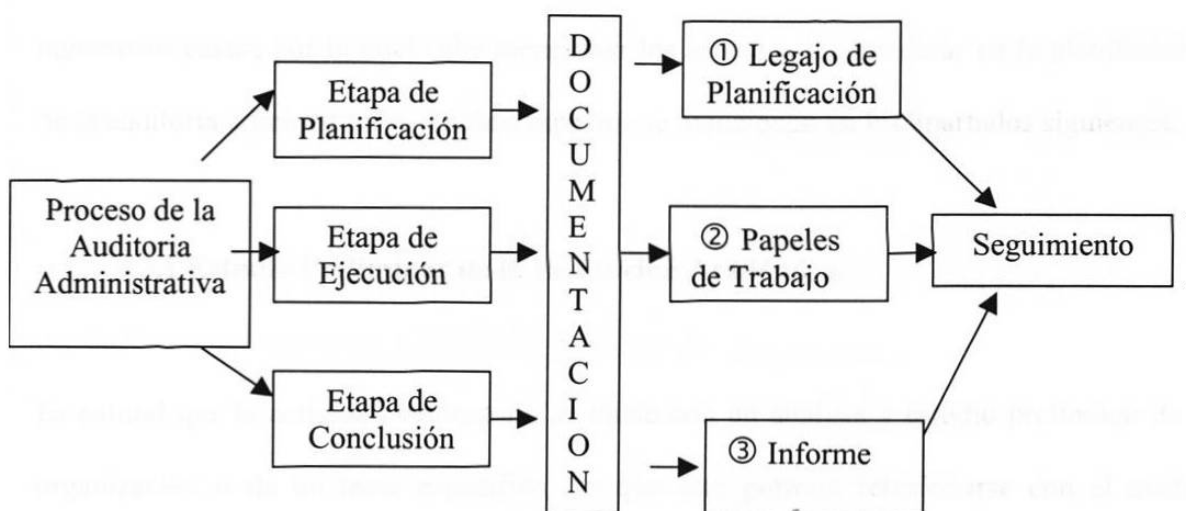 Proceso de la
Auditoria
Administrativa
Etapa de
Planificación
Etapa de
Ejecución
Etapa de
Conclusión
DOCUMENTACION
① Legajo de
Planificación
② Papeles
de Trabajo
③ Informe
Seguimiento